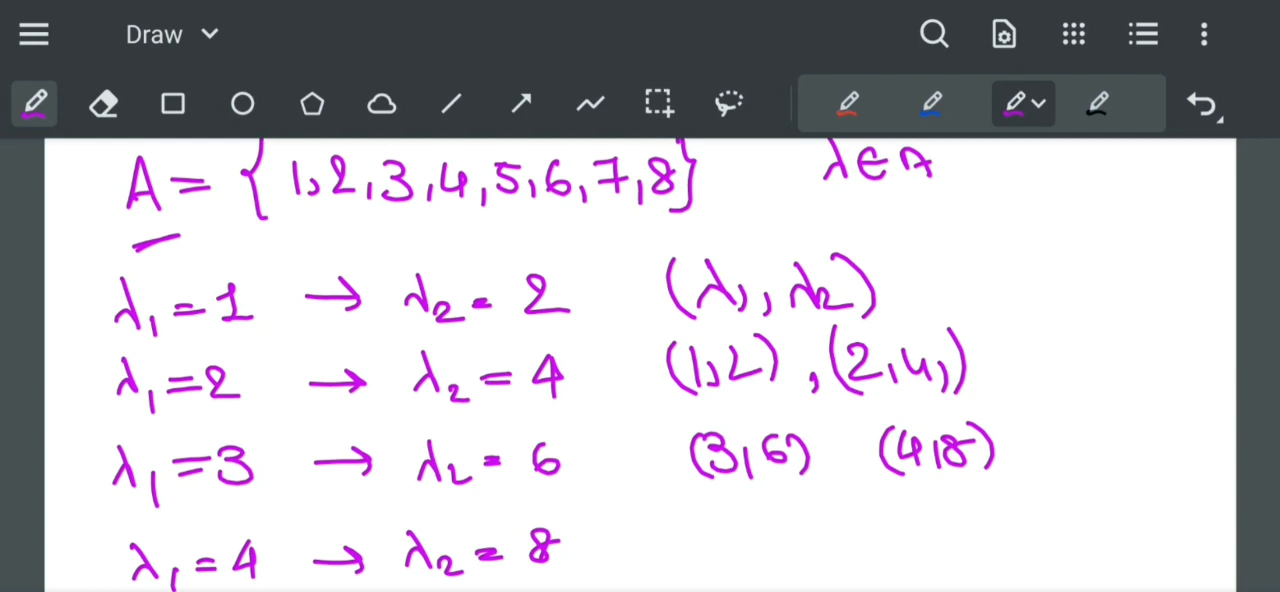 Draw
A = { 1,2,3,4,5,6,7,8} λ∈A
λ₁=1 → λ₂=2 (λ₁,λ₂)
λ₁=2 → λ₂=4 (1,2),(2,4,)
λ₁=3 → λ₂=6 (3,6) (4,8)
λ₁=4 → λ₂=8